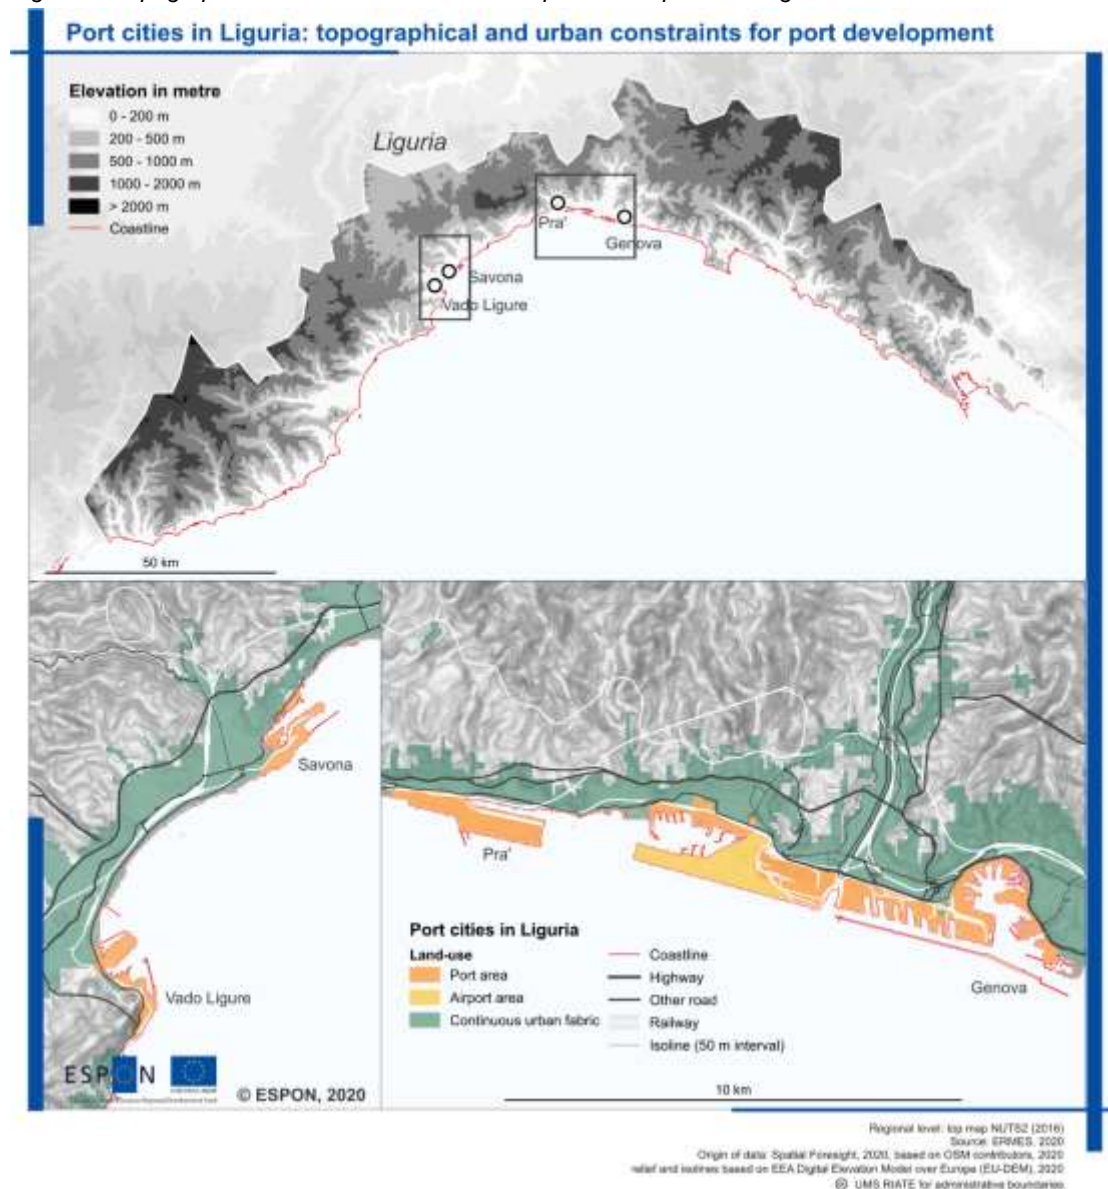 Port cities in Liguria: topographical and urban constraints for port development
Elevation in metre
0 - 200 m
200 - 500 m
500 - 1000 m
1000 - 2000 m
> 2000 m
Coastline
Liguria
Pra'
Genova
Savona
Vado Ligure
50 km
Savona
Vado Ligure
Pra'
Genova
Port cities in Liguria
Land-use
Port area
Airport area
Continuous urban fabric
Coastline
Highway
Other road
Railway
Isoline (50 m interval)
ESPON
© ESPON, 2020
10 km
Regional level: top map NUTS2 (2016)
Source: ERMES, 2020
Origin of data: Spatial Foresight, 2020, based on OSM contributors, 2020
relief and isolines based on EEA Digital Elevation Model over Europe (EU-DEM), 2020
© UMS RIATE for administrative boundaries